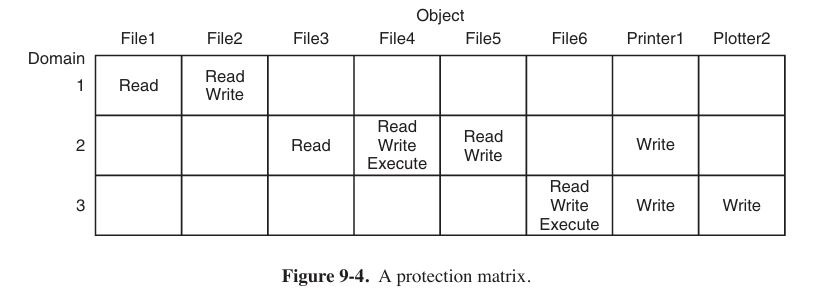 Object
File1 File2 File3 File4 File5 File6 Printer1 Plotter2
Domain
1 Read Read
Write
2 Read Read
Write
Execute Read
Write Write
3 Read
Write
Execute Write Write
Figure 9-4. A protection matrix.